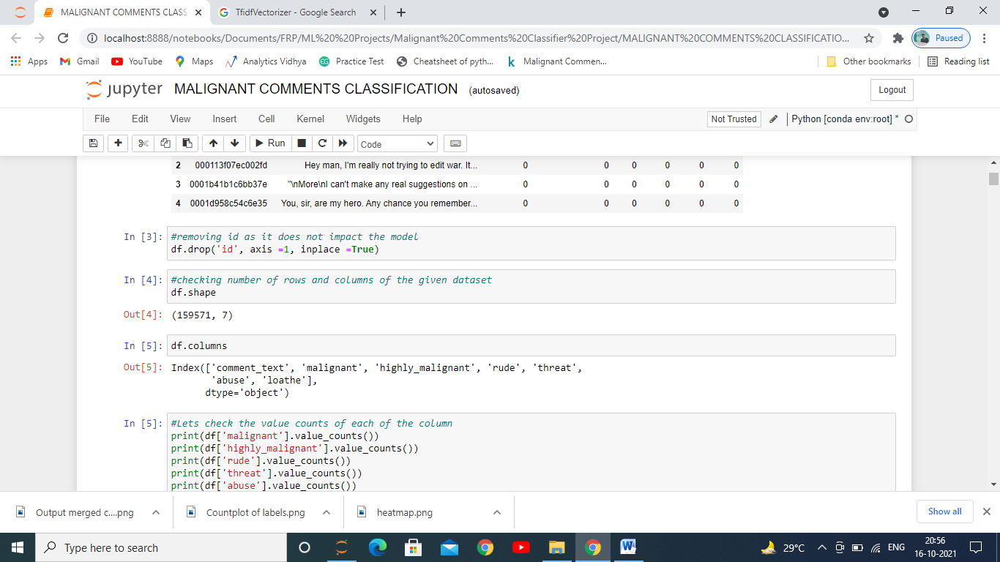 MALIGNANT COMMENTS CLASS
TfidfVectorizer - Google Search
localhost:8888/notebooks/Documents/FRP/ML%20%20Projects/Malignant%20Comments%20Classifier%20Project/MALIGNANT%20COMMENTS%20CLASSIFICATIO...
Paused
Apps
Gmail
YouTube
Maps
Analytics Vidhya
Practice Test
Cheatsheet of pyth...
Malignant Commen...
Other bookmarks
Reading list
jupyter MALIGNANT COMMENTS CLASSIFICATION (autosaved)
Logout
File Edit View Insert Cell Kernel Widgets Help
Not Trusted
Python [conda env:root] *
Run
Code
2 000113f07ec002fd Hey man, I'm really not trying to edit war. It... 0 0 0 0 0 0
3 0001b41b1c6bb37e "\nMore\nI can't make any real suggestions on ... 0 0 0 0 0 0
4 0001d958c54c6e35 You, sir, are my hero. Any chance you remember... 0 0 0 0 0 0
In [3]: #removing id as it does not impact the model
df.drop('id', axis =1, inplace =True)
In [4]: #checking number of rows and columns of the given dataset
df.shape
Out[4]: (159571, 7)
In [5]: df.columns
Out[5]: Index(['comment_text', 'malignant', 'highly_malignant', 'rude', 'threat',
'abuse', 'loathe'],
dtype='object')
In [5]: #Lets check the value counts of each of the column
print(df['malignant'].value_counts())
print(df['highly_malignant'].value_counts())
print(df['rude'].value_counts())
print(df['threat'].value_counts())
print(df['abuse'].value_counts())
Output merged c....png
Countplot of labels.png
heatmap.png
Show all
Type here to search
29°C
ENG
20:56
16-10-2021